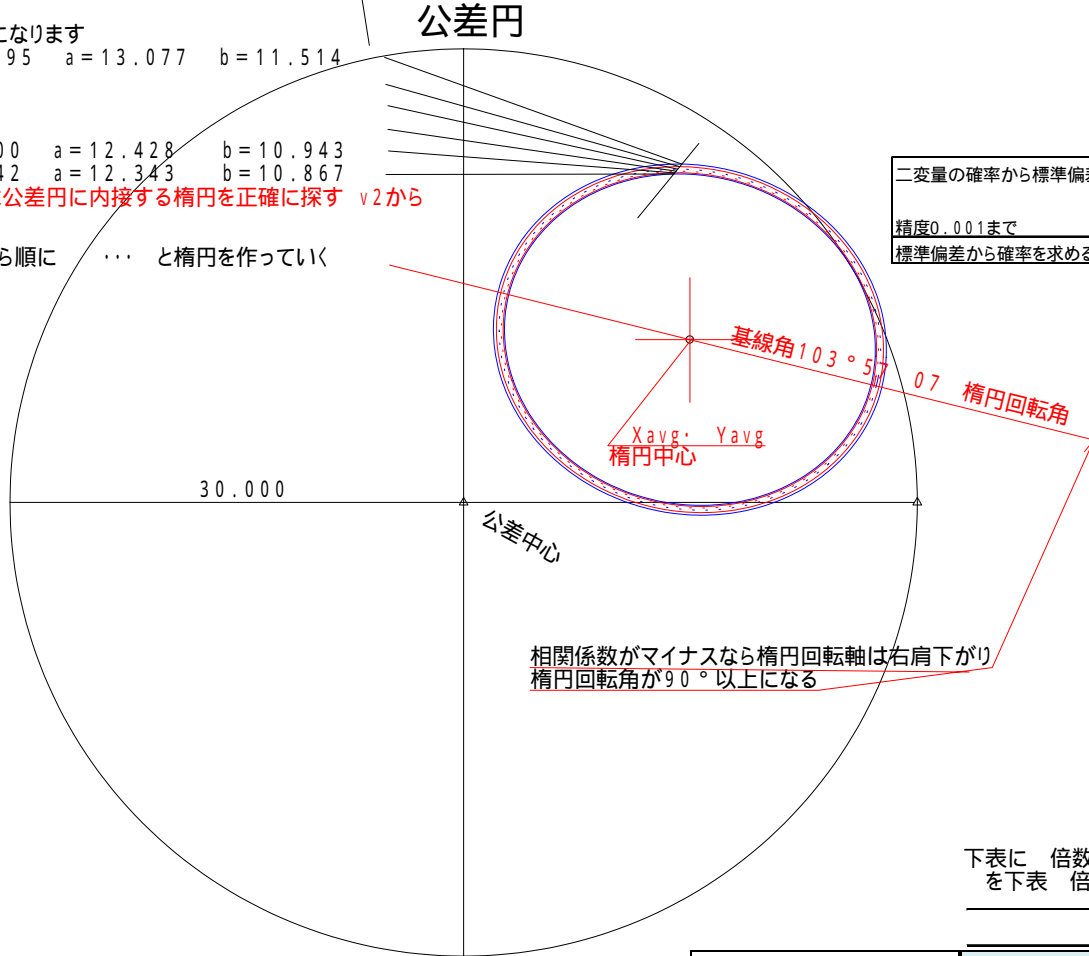 公差円
になります
95 a=13.077 b=11.514
00 a=12.428 b=10.943
42 a=12.343 b=10.867
公差円に内接する楕円を正確に探す v2から
ら順に ・・・ と楕円を作っていく
二変量の確率から標準偏差
精度0.001まで
標準偏差から確率を求める
基線角103°57 07 楕円回転角
Xavg・ Yavg
楕円中心
30.000
公差中心
相関係数がマイナスなら楕円回転軸は右肩下がり
楕円回転角が90°以上になる
下表に 倍数
を下表 倍